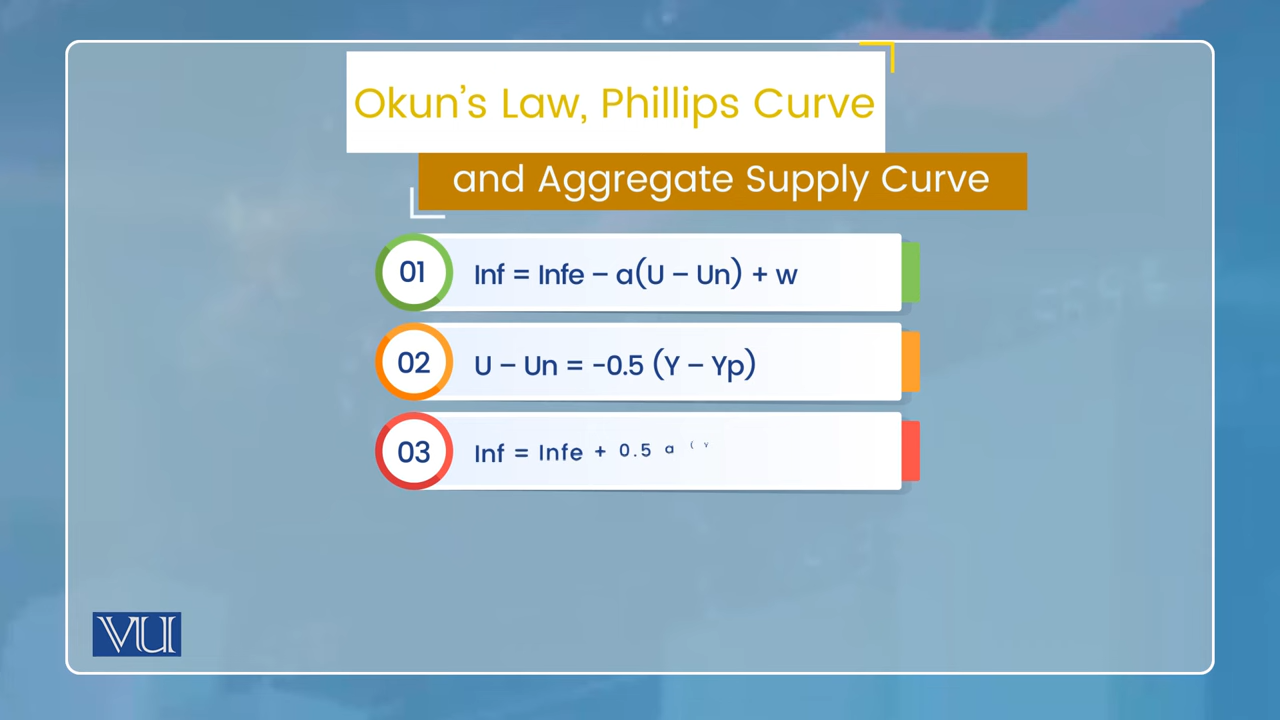 Okun's Law, Phillips Curve
and Aggregate Supply Curve
01 Inf = Infe – a(U – Un) + w
02 U – Un = -0.5 (Y – Yp)
03 Inf = Infe + 0.5 a ( Y
VU